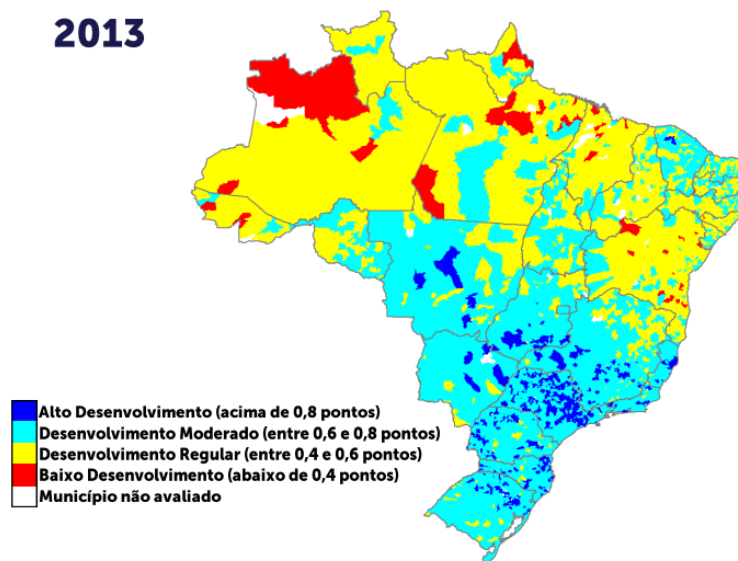 2013
Alto Desenvolvimento (acima de 0,8 pontos)
Desenvolvimento Moderado (entre 0,6 e 0,8 pontos)
Desenvolvimento Regular (entre 0,4 e 0,6 pontos)
Baixo Desenvolvimento (abaixo de 0,4 pontos)
Município não avaliado